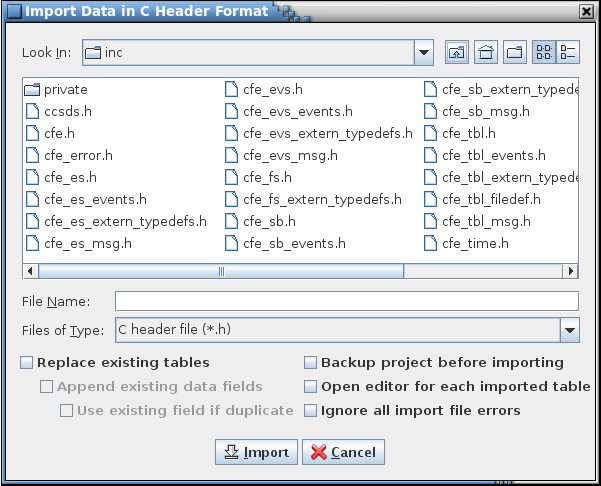 Import Data in C Header Format
Look In: inc
private cfe_evs.h cfe_sb_extern_typede
ccsds.h cfe_evs_events.h cfe_sb_msg.h
cfe.h cfe_evs_extern_typedefs.h cfe_tbl.h
cfe_error.h cfe_evs_msg.h cfe_tbl_events.h
cfe_es.h cfe_fs.h cfe_tbl_extern_typede
cfe_es_events.h cfe_fs_extern_typedefs.h cfe_tbl_filedef.h
cfe_es_extern_typedefs.h cfe_sb.h cfe_tbl_msg.h
cfe_es_msg.h cfe_sb_events.h cfe_time.h
File Name:
Files of Type: C header file (*.h)
Replace existing tables Backup project before importing
Append existing data fields Open editor for each imported table
Use existing field if duplicate Ignore all import file errors
Import Cancel